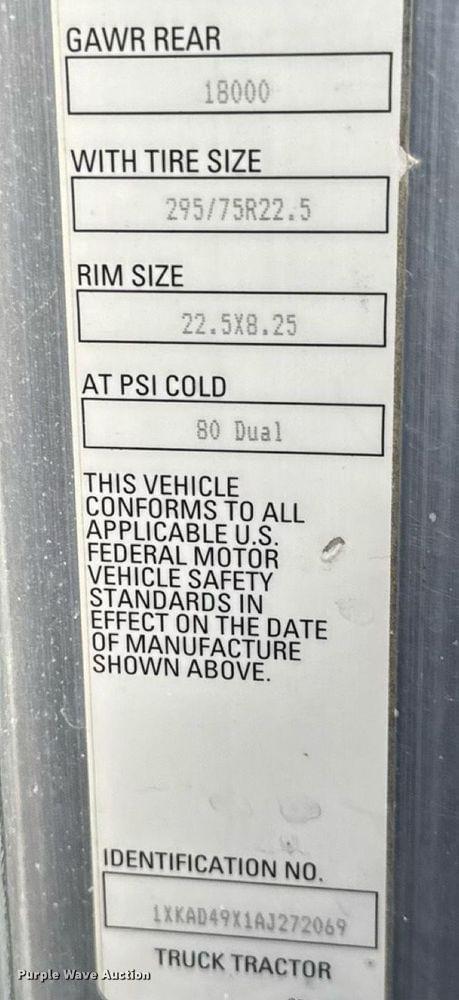 GAWR REAR
18000
WITH TIRE SIZE
295/75R22.5
RIM SIZE
22.5X8.25
AT PSI COLD
80 Dual
THIS VEHICLE
CONFORMS TO ALL
APPLICABLE U.S.
FEDERAL MOTOR
VEHICLE SAFETY
STANDARDS IN
EFFECT ON THE DATE
OF MANUFACTURE
SHOWN ABOVE.
IDENTIFICATION NO.
1XKAD49X1AJ272069
TRUCK TRACTOR
Purple Wave Auction